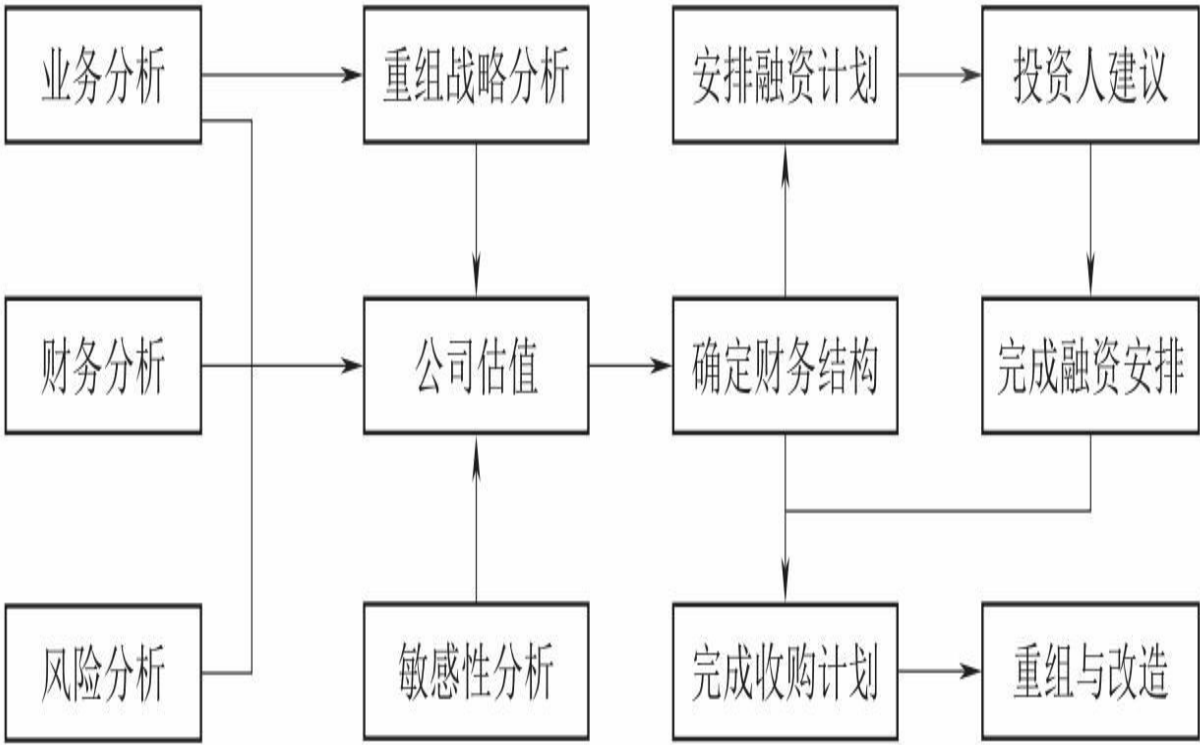 业务分析
重组战略分析
安排融资计划
投资人建议
财务分析
公司估值
确定财务结构
完成融资安排
风险分析
敏感性分析
完成收购计划
重组与改造